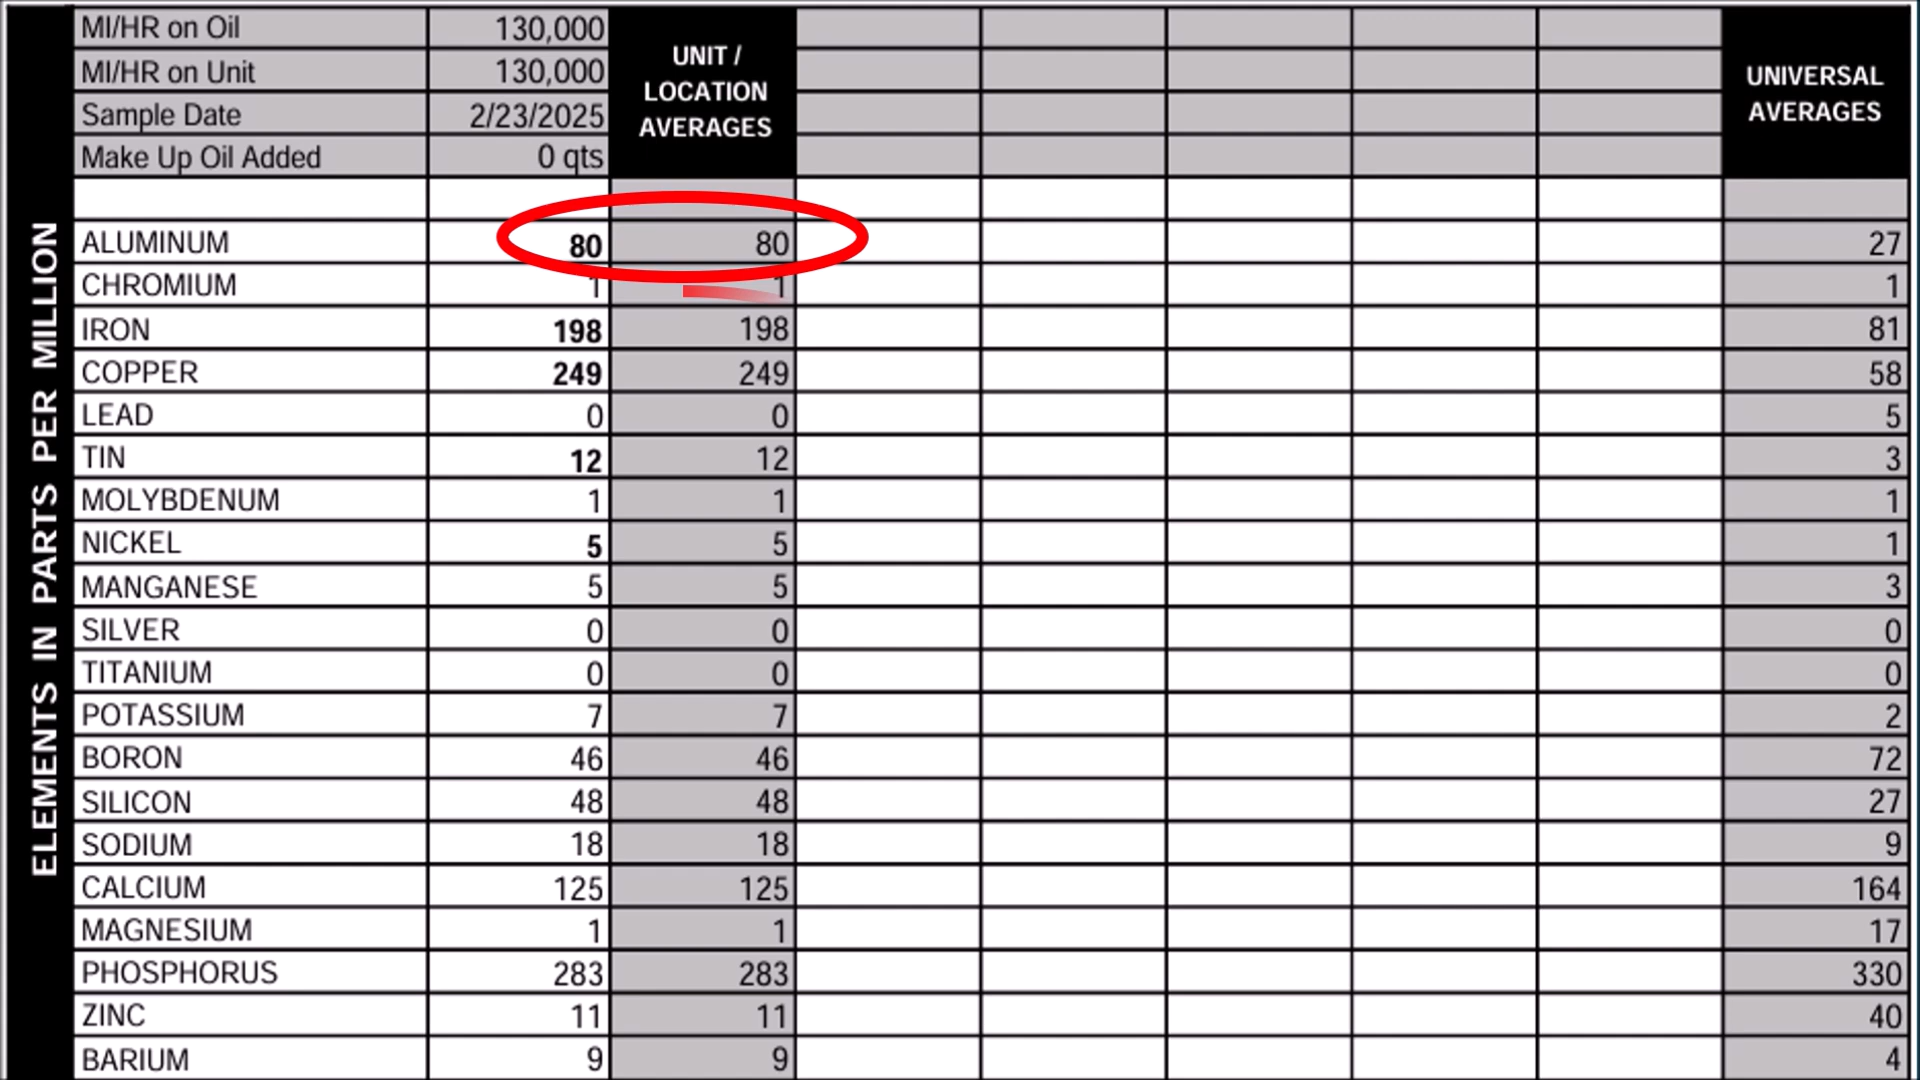 MI/HR on Oil 130,000
MI/HR on Unit 130,000
Sample Date 2/23/2025
Make Up Oil Added 0 qts
UNIT /
LOCATION
AVERAGES
UNIVERSAL
AVERAGES
ELEMENTS IN PARTS PER MILLION
ALUMINUM 80 80 27
CHROMIUM 1 1 1
IRON 198 198 81
COPPER 249 249 58
LEAD 0 0 5
TIN 12 12 3
MOLYBDENUM 1 1 1
NICKEL 5 5 1
MANGANESE 5 5 3
SILVER 0 0 0
TITANIUM 0 0 0
POTASSIUM 7 7 2
BORON 46 46 72
SILICON 48 48 27
SODIUM 18 18 9
CALCIUM 125 125 164
MAGNESIUM 1 1 17
PHOSPHORUS 283 283 330
ZINC 11 11 40
BARIUM 9 9 4